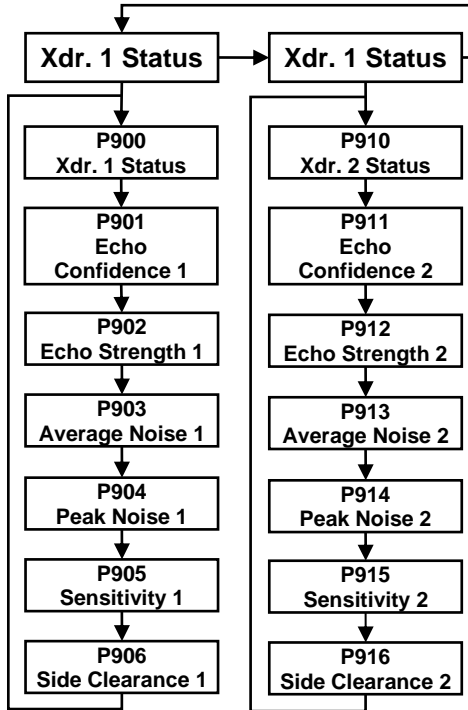 Xdr. 1 Status
Xdr. 1 Status
P900
Xdr. 1 Status
P901
Echo
Confidence 1
P902
Echo Strength 1
P903
Average Noise 1
P904
Peak Noise 1
P905
Sensitivity 1
P906
Side Clearance 1
P910
Xdr. 2 Status
P911
Echo
Confidence 2
P912
Echo Strength 2
P913
Average Noise 2
P914
Peak Noise 2
P915
Sensitivity 2
P916
Side Clearance 2